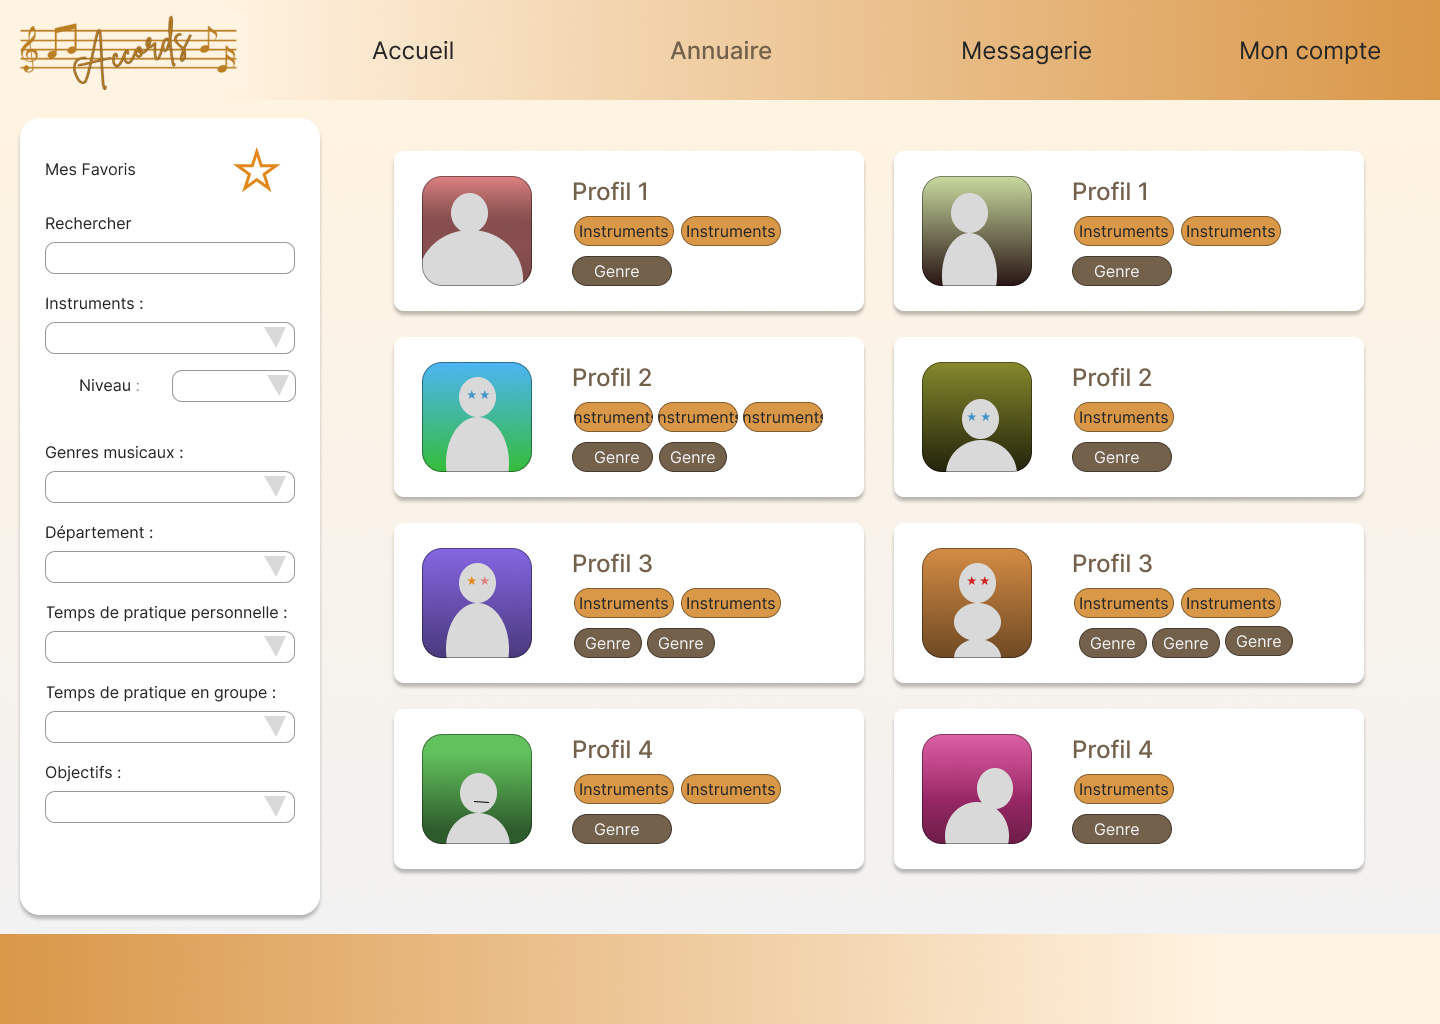 Accords
Accueil
Annuaire
Messagerie
Mon compte
Mes Favoris
Rechercher
Instruments :
Niveau :
Genres musicaux :
Département :
Temps de pratique personnelle :
Temps de pratique en groupe :
Objectifs :
Profil 1
Instruments Instruments
Genre
Profil 1
Instruments Instruments
Genre
Profil 2
nstrument nstrument nstruments
Genre Genre
Profil 2
Instruments
Genre
Profil 3
Instruments Instruments
Genre Genre
Profil 3
Instruments Instruments
Genre Genre Genre
Profil 4
Instruments Instruments
Genre
Profil 4
Instruments
Genre